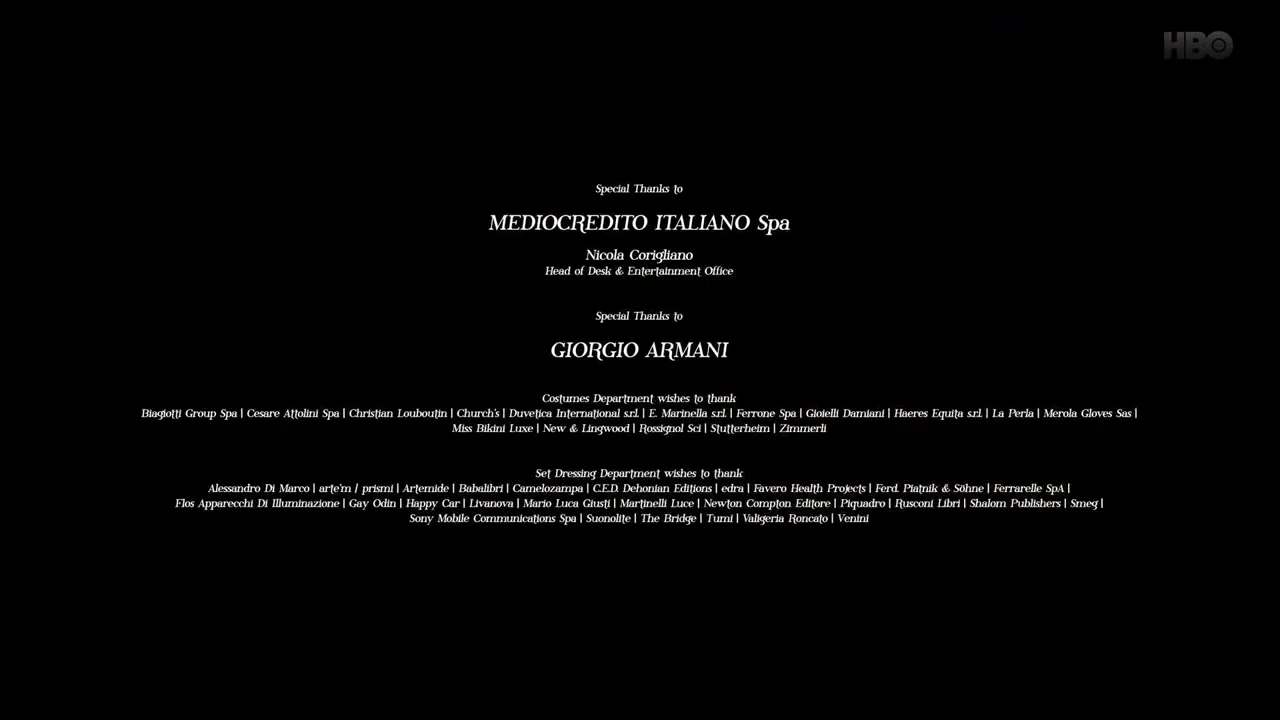 HBO
Special Thanks to
MEDIOCREDITO ITALIANO Spa
Nicola Corigliano
Head of Desk & Entertainment Office
Special Thanks to
GIORGIO ARMANI
Costumes Department wishes to thank
Biagiotti Group Spa | Cesare Attolini Spa | Christian Louboutin | Church's | Duvetica International s.r.l. | E. Marinella s.r.l. | Ferrone Spa | Gioielli Damiani | Haeres Equita s.r.l. | La Perla | Merola Gloves Sas |
Miss Bikini Luxe | New & Lingwood | Rossignol Sci | Stutterheim | Zimmerli
Set Dressing Department wishes to thank
Alessandro Di Marco | arte'm / prismi | Artemide | Babalibri | Camelozampa | C.E.D. Dehonian Editions | edra | Favero Health Projects | Ferd. Piatnik & Söhne | Ferrarelle SpA |
Flos Apparecchi Di Illuminazione | Gay Odin | Happy Car | Livanova | Mario Luca Giusti | Martinelli Luce | Newton Compton Editore | Piquadro | Rusconi Libri | Shalom Publishers | Smeg |
Sony Mobile Communications Spa | Suonolite | The Bridge | Tumi | Valigeria Roncato | Venini